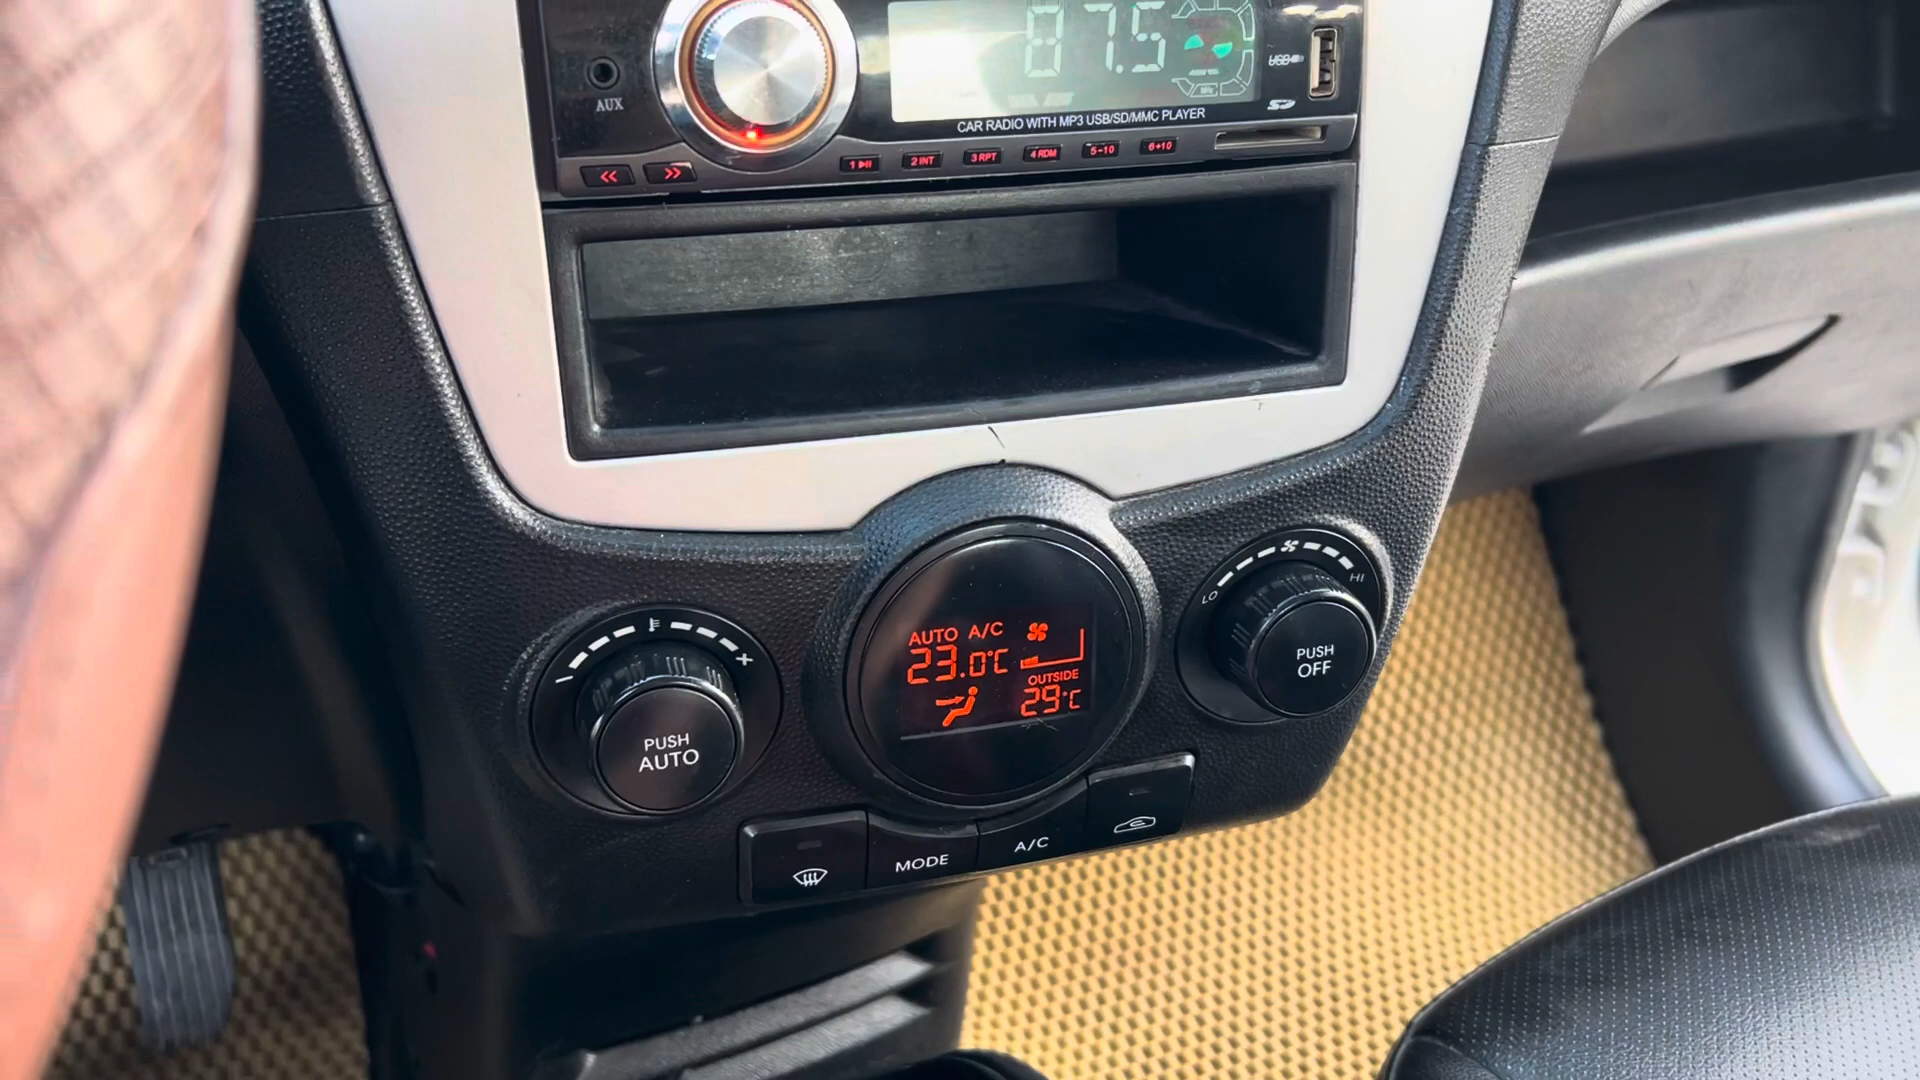 87.5
USB
AUX
MHz
SD
CAR RADIO WITH MP3 USB/SD/MMC PLAYER
<< >> 1 2 INT 3 RPT 4 RDM 5-10 6+10
LO HI
AUTO A/C
23.0°C
OUTSIDE
29°C
- +
PUSH
AUTO
PUSH
OFF
MODE
A/C